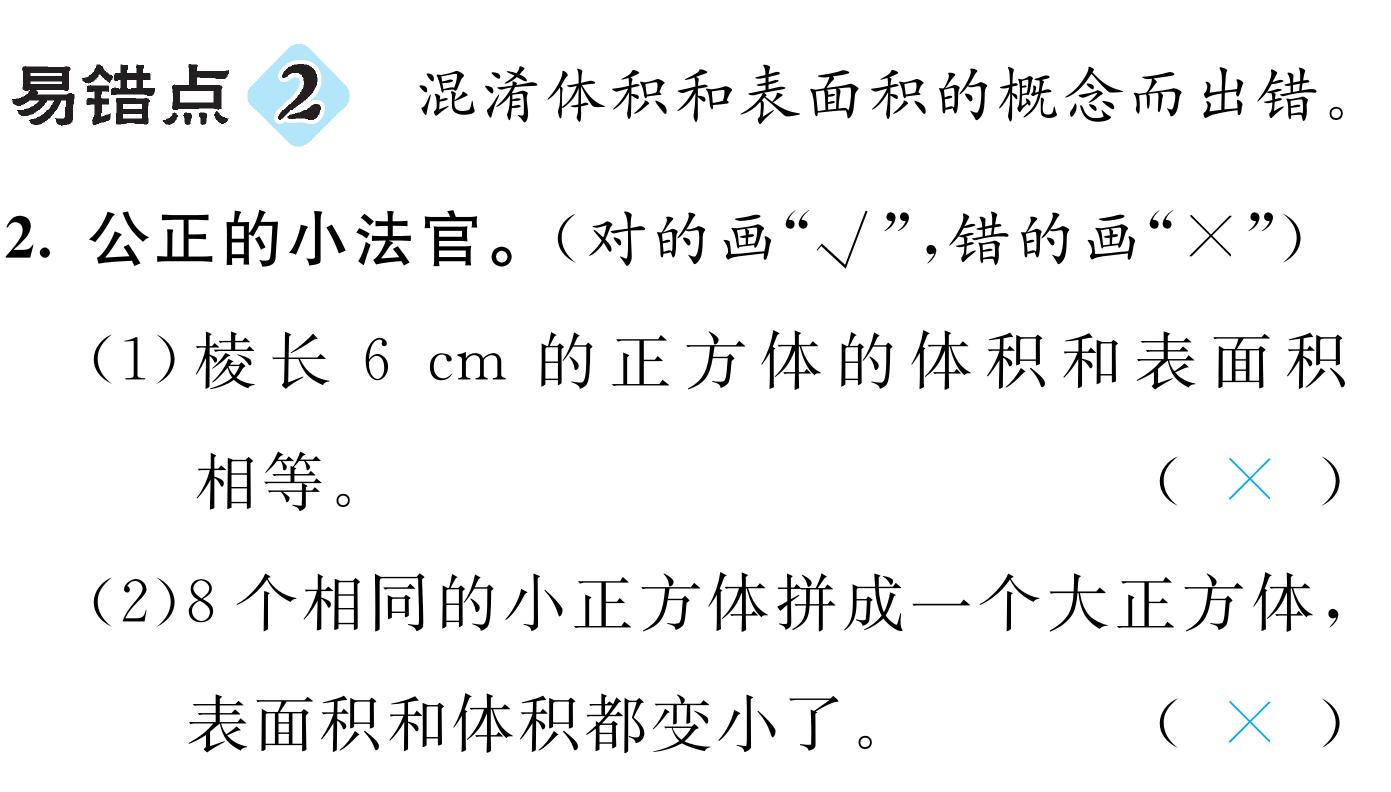 易错点 2 混淆体积和表面积的概念而出错。
2. 公正的小法官。(对的画“√”,错的画“×”)
(1)棱长 6 cm 的正方体的体积和表面积
相等。 ( × )
(2)8 个相同的小正方体拼成一个大正方体,
表面积和体积都变小了。 ( × )